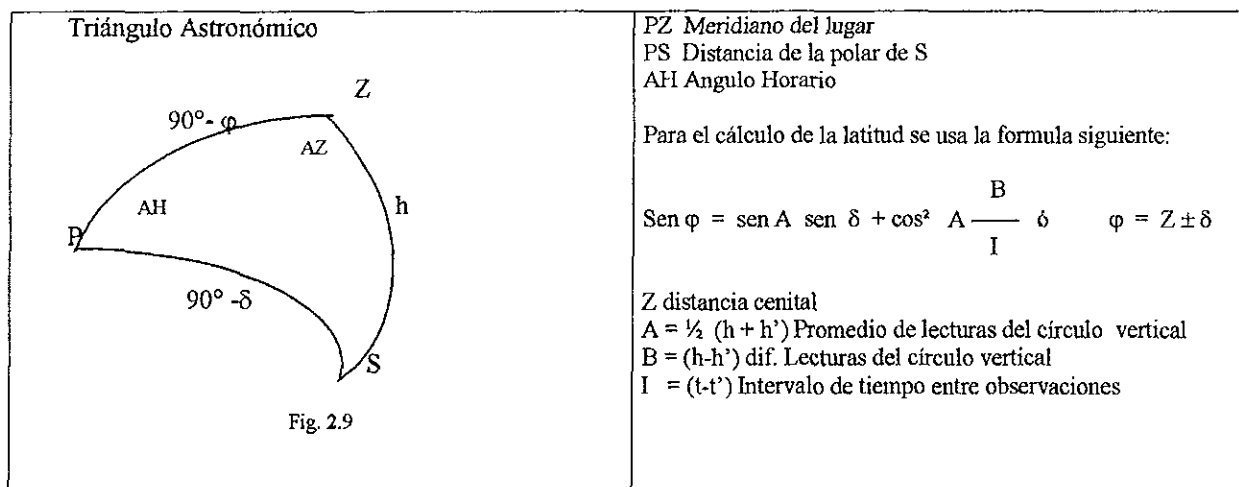 Triángulo Astronómico
Z
90°- φ
AZ
AH
h
P
90° -δ
S
Fig. 2.9
PZ Meridiano del lugar
PS Distancia de la polar de S
AH Angulo Horario
Para el cálculo de la latitud se usa la formula siguiente:
B
Sen φ = sen A sen δ + cos² A —— ó φ = Z ± δ
I
Z distancia cenital
A = ½ (h + h’) Promedio de lecturas del círculo vertical
B = (h-h’) dif. Lecturas del círculo vertical
I = (t-t’) Intervalo de tiempo entre observaciones